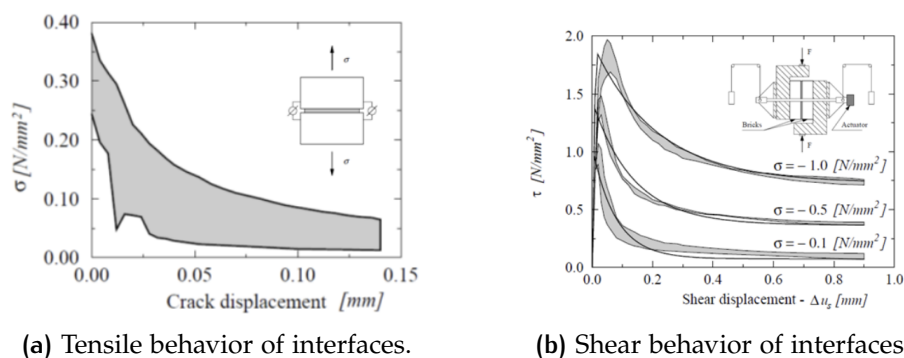 0.40
0.30
0.20
0.10
0.00
σ [N/mm²]
σ
σ
0.00 0.05 0.10 0.15
Crack displacement [mm]
(a) Tensile behavior of interfaces.
2.0
1.5
1.0
0.5
0.0
τ [N/mm²]
F
Bricks
Actuator
F
σ = − 1.0 [N/mm²]
σ = − 0.5 [N/mm²]
σ = − 0.1 [N/mm²]
0.0 0.2 0.4 0.6 0.8 1.0
Shear displacement - Δuₛ [mm]
(b) Shear behavior of interfaces